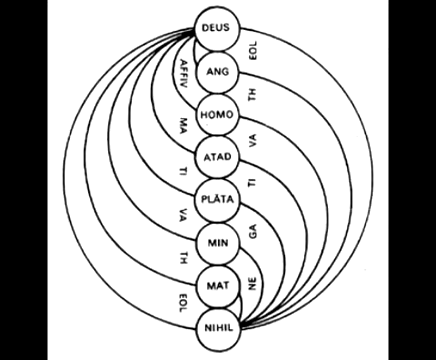 DEUS
EOL
ANG
AFFIV
TH
HOMO
MA
VA
ATAD
TI
TI
PLĀTA
VA
GA
MIN
TH
NE
MAT
EOL
NIHIL